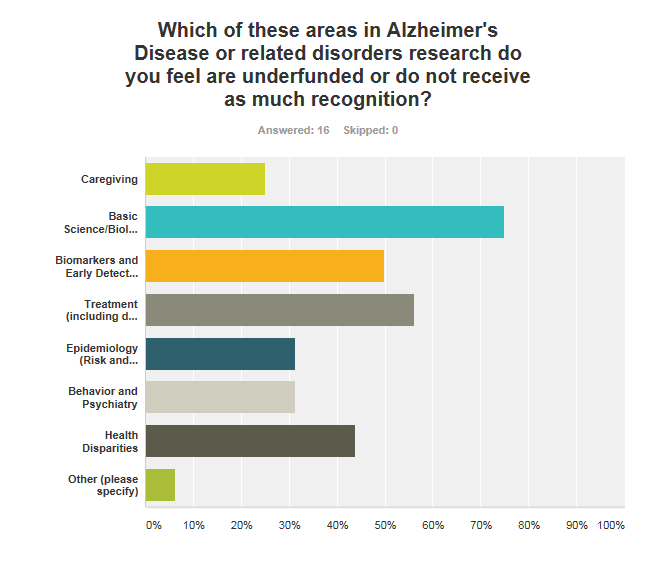 Which of these areas in Alzheimer's
Disease or related disorders research do
you feel are underfunded or do not receive
as much recognition?
Answered: 16 Skipped: 0
Caregiving
Basic
Science/Biol...
Biomarkers and
Early Detect...
Treatment
(including d...
Epidemiology
(Risk and...
Behavior and
Psychiatry
Health
Disparities
Other (please
specify)
0% 10% 20% 30% 40% 50% 60% 70% 80% 90% 100%